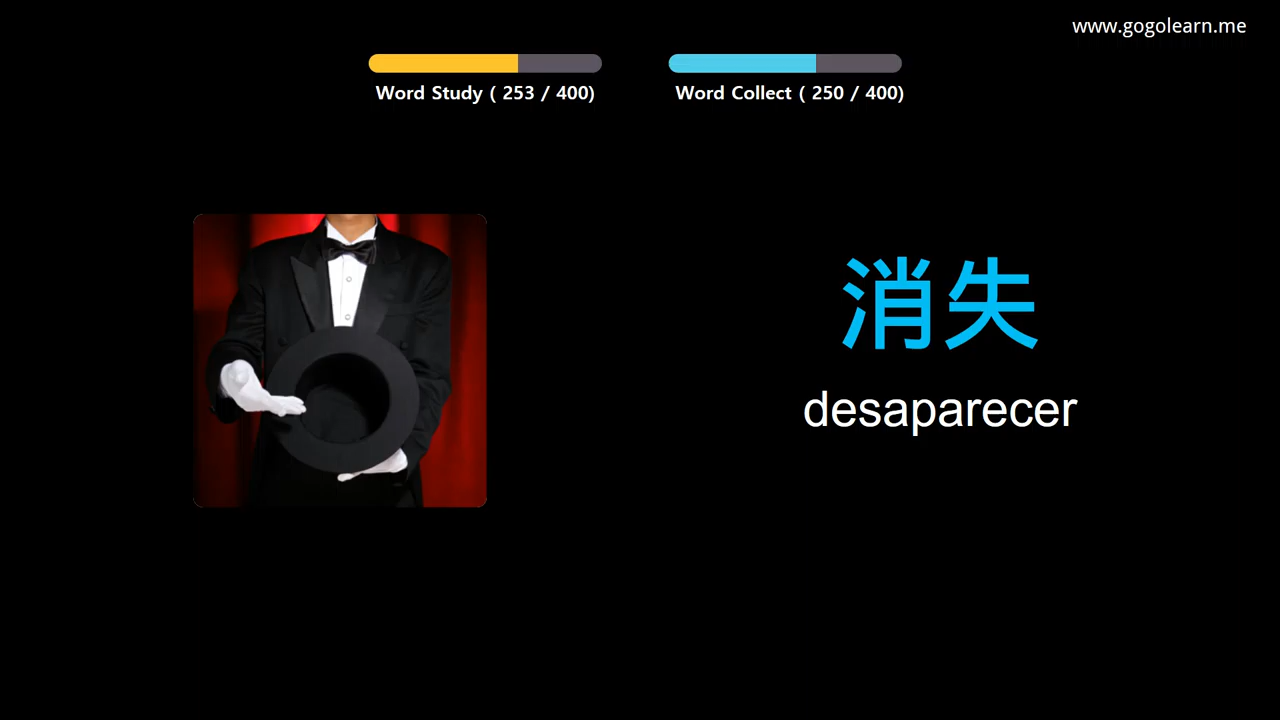 www.gogolearn.me
Word Study ( 253 / 400)
Word Collect ( 250 / 400)
消失
desaparecer